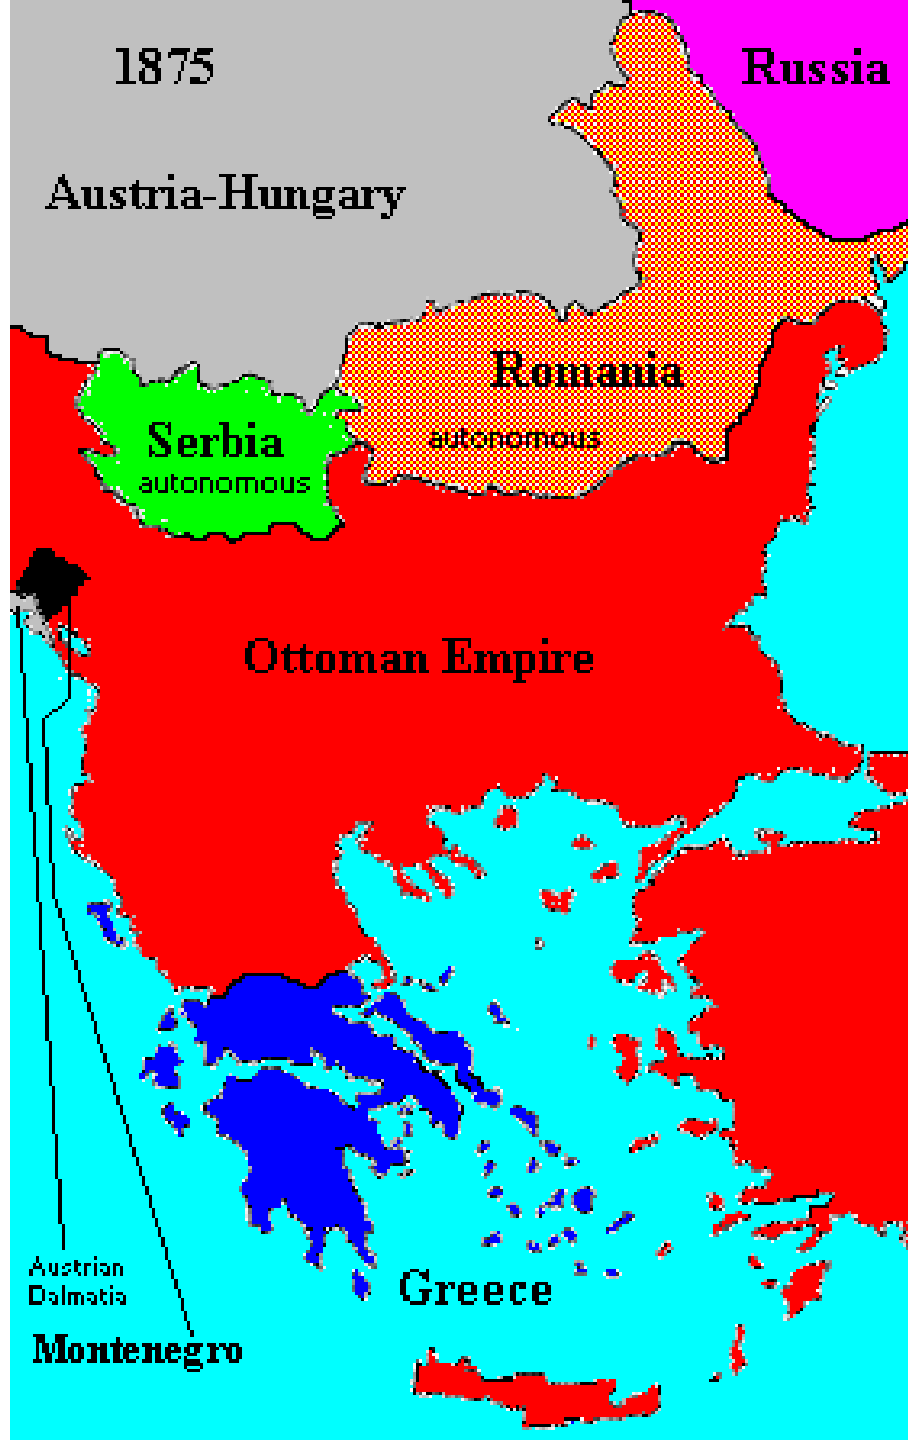 1875
Russia
Austria-Hungary
Romania
autonomous
Serbia
autonomous
Ottoman Empire
Austrian
Dalmatia
Greece
Montenegro